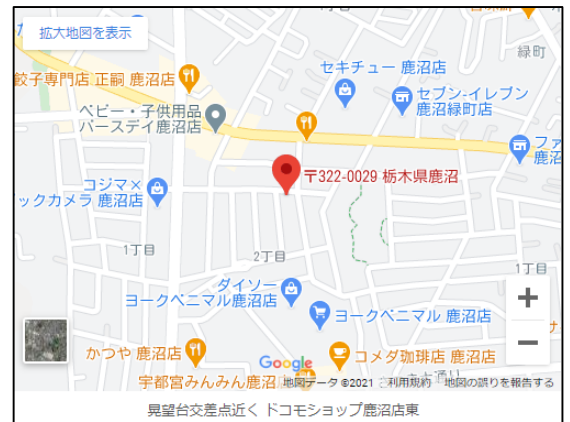 丁目
拡大地図を表示
緑町
餃子専門店 正嗣 鹿沼店
セキチュー 鹿沼店
セブン-イレブン
鹿沼緑町店
ベビー・子供用品
バースデイ鹿沼店
ファ
鹿沼
〒322-0029 栃木県鹿沼
コジマ×
ックカメラ 鹿沼店
1丁目
2丁目
1丁目
ダイソー
ヨークベニマル鹿沼店
+
ヨークベニマル 鹿沼店
−
かつや 鹿沼店
コメダ珈琲店 鹿沼店
Google
宇都宮みんみん鹿沼
地図データ ©2021
利用規約
地図の誤りを報告する
晃望台交差点近く ドコモショップ鹿沼店東